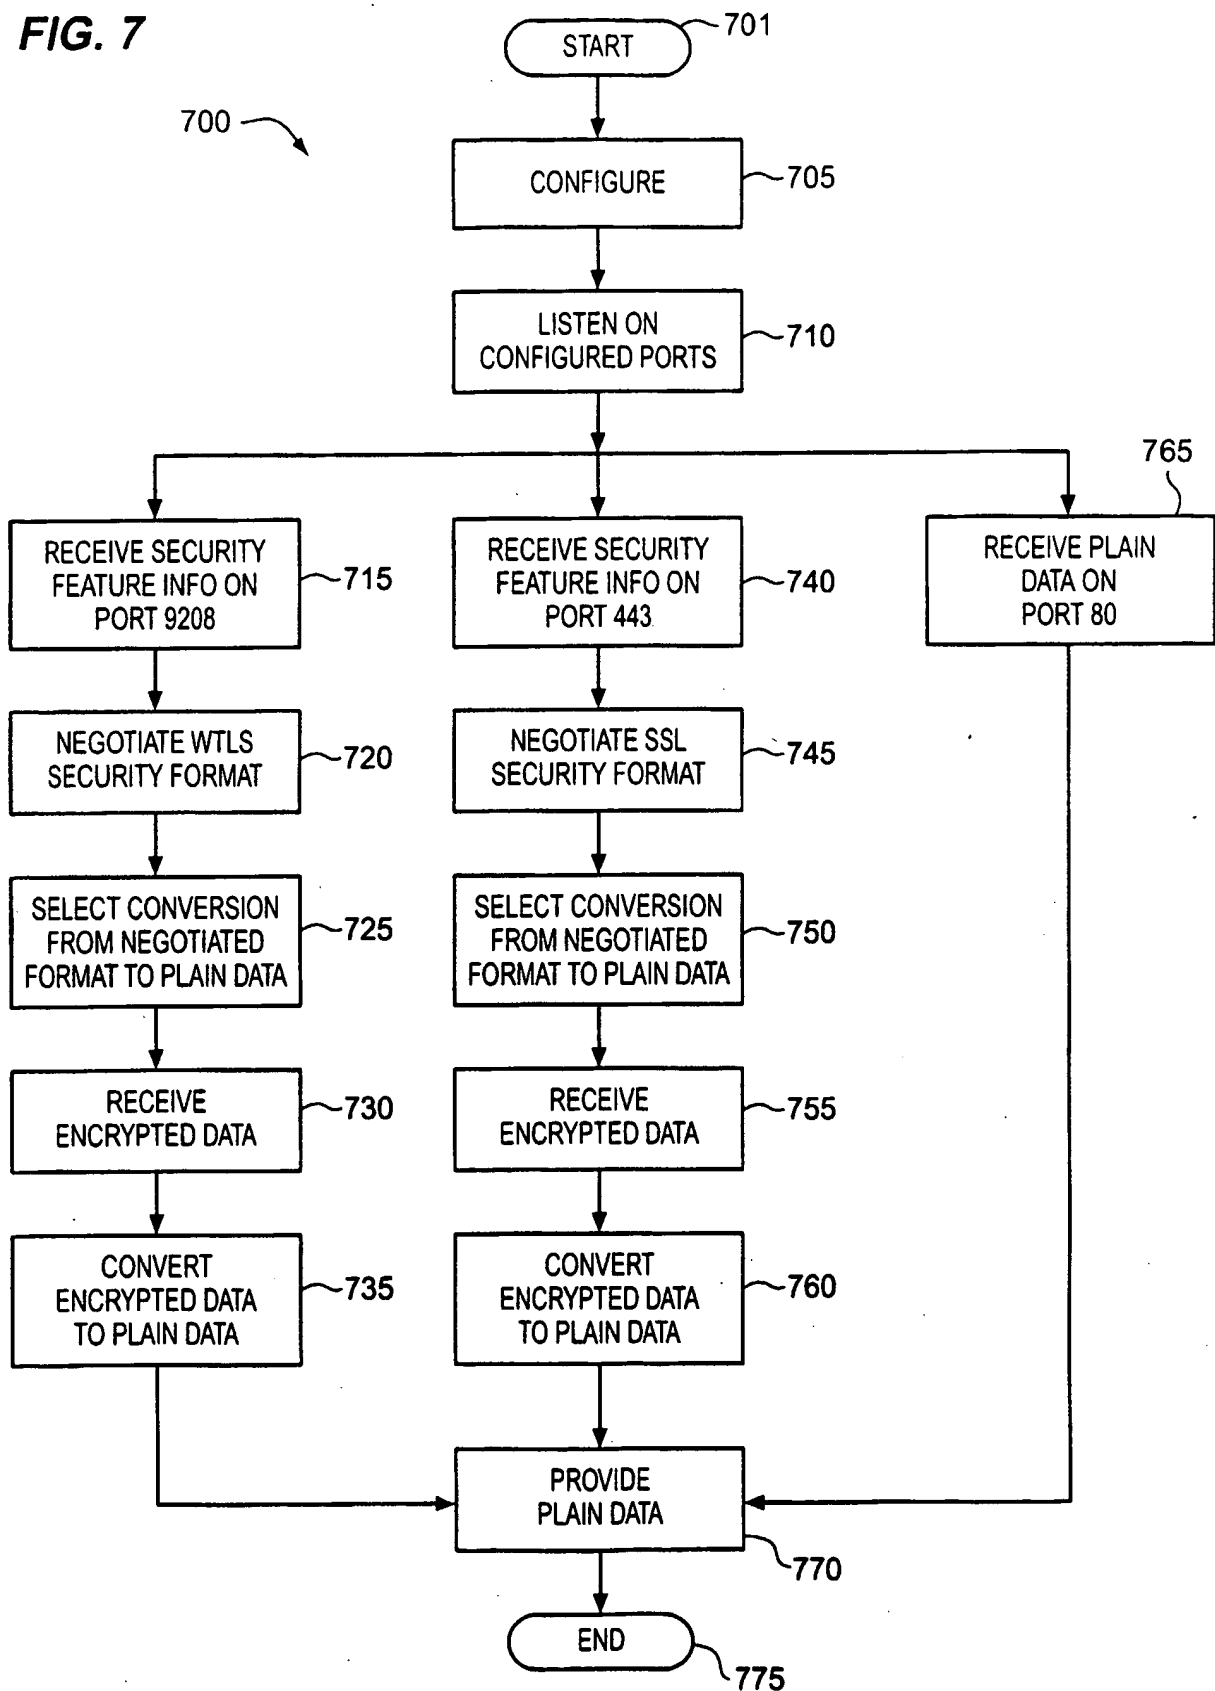 FIG. 7
START
701
700
CONFIGURE
705
LISTEN ON
CONFIGURED PORTS
710
765
RECEIVE SECURITY
FEATURE INFO ON
PORT 9208
715
RECEIVE SECURITY
FEATURE INFO ON
PORT 443
740
RECEIVE PLAIN
DATA ON
PORT 80
NEGOTIATE WTLS
SECURITY FORMAT
720
NEGOTIATE SSL
SECURITY FORMAT
745
SELECT CONVERSION
FROM NEGOTIATED
FORMAT TO PLAIN DATA
725
SELECT CONVERSION
FROM NEGOTIATED
FORMAT TO PLAIN DATA
750
RECEIVE
ENCRYPTED DATA
730
RECEIVE
ENCRYPTED DATA
755
CONVERT
ENCRYPTED DATA
TO PLAIN DATA
735
CONVERT
ENCRYPTED DATA
TO PLAIN DATA
760
PROVIDE
PLAIN DATA
770
END
775